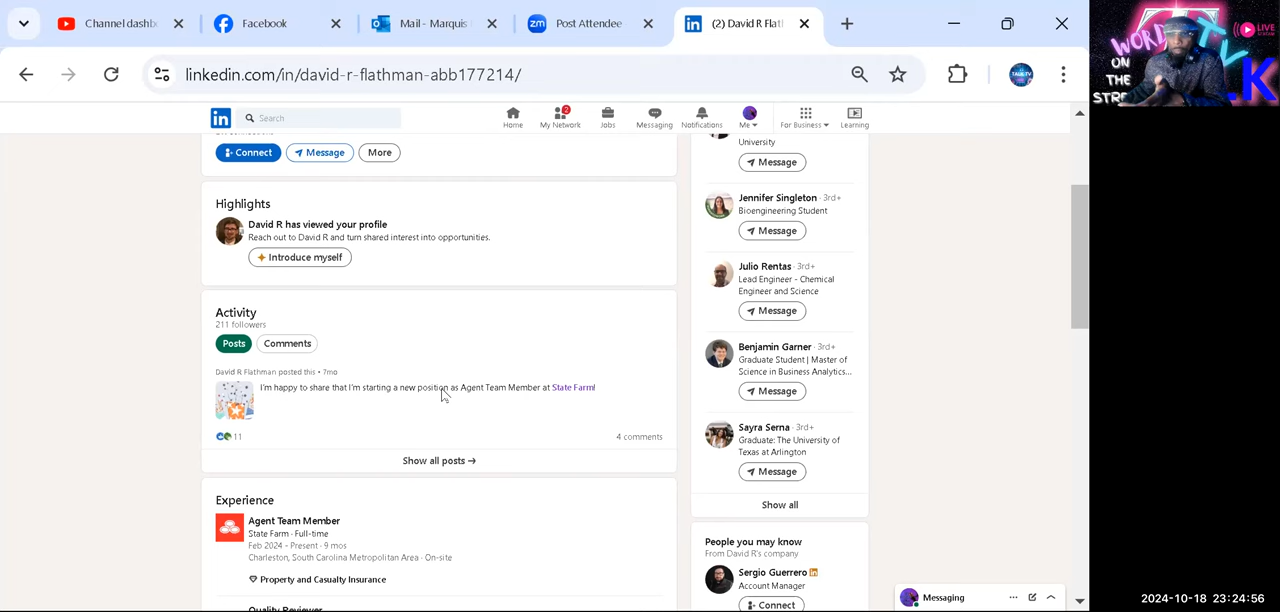 Channel dashb
Facebook
Mail - Marquis
zm
Post Attendee
in
(2) David R Flat
linkedin.com/in/david-r-flathman-abb177214/
in
Search
Home
2
My Network
Jobs
Messaging
Notifications
Me
For Business
Learning
Connect
Message
More
Highlights
David R has viewed your profile
Reach out to David R and turn shared interest into opportunities.
Introduce myself
Activity
211 followers
Posts
Comments
David R Flathman posted this • 7mo
I'm happy to share that I'm starting a new position as Agent Team Member at State Farm!
11
4 comments
Show all posts →
Experience
Agent Team Member
State Farm · Full-time
Feb 2024 - Present · 9 mos
Charleston, South Carolina Metropolitan Area · On-site
Property and Casualty Insurance
Quality Reviewer
University
Message
Jennifer Singleton · 3rd+
Bioengineering Student
Message
Julio Rentas · 3rd+
Lead Engineer - Chemical
Engineer and Science
Message
Benjamin Garner · 3rd+
Graduate Student | Master of
Science in Business Analytics...
Message
Sayra Serna · 3rd+
Graduate: The University of
Texas at Arlington
Message
Show all
People you may know
From David R's company
Sergio Guerrero
Account Manager
Connect
Messaging
WORD
ON
THE
STRE
LIVE
2024-10-18 23:24:56